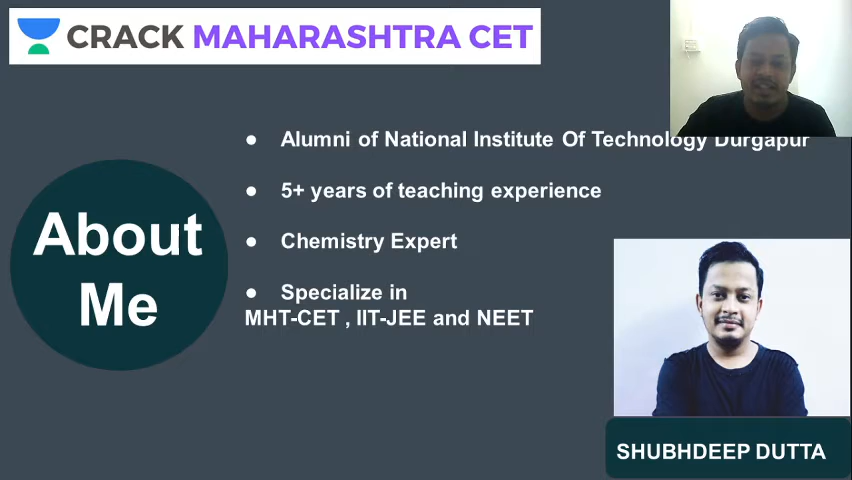 CRACK MAHARASHTRA CET
● Alumni of National Institute Of Technology Durgapur
● 5+ years of teaching experience
About
Me
● Chemistry Expert
● Specialize in
MHT-CET , IIT-JEE and NEET
SHUBHDEEP DUTTA